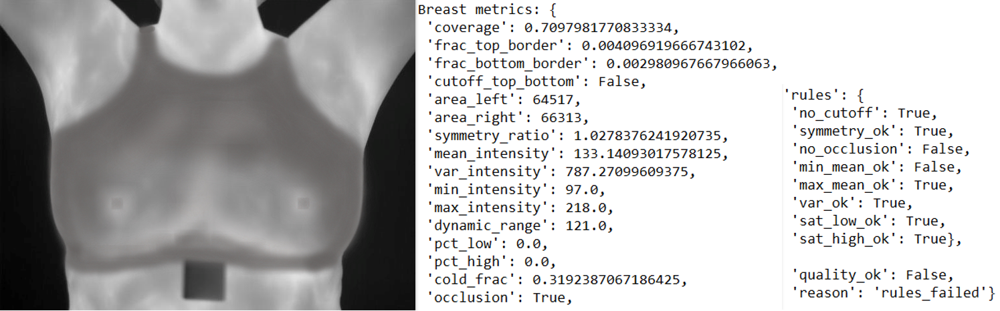 Breast metrics: {
'coverage': 0.7097981770833334,
'frac_top_border': 0.004096919666743102,
'frac_bottom_border': 0.002980967667966063,
'cutoff_top_bottom': False,
'area_left': 64517,
'area_right': 66313,
'symmetry_ratio': 1.0278376241920735,
'mean_intensity': 133.14093017578125,
'var_intensity': 787.27099609375,
'min_intensity': 97.0,
'max_intensity': 218.0,
'dynamic_range': 121.0,
'pct_low': 0.0,
'pct_high': 0.0,
'cold_frac': 0.3192387067186425,
'occlusion': True,
'rules': {
'no_cutoff': True,
'symmetry_ok': True,
'no_occlusion': False,
'min_mean_ok': False,
'max_mean_ok': True,
'var_ok': True,
'sat_low_ok': True,
'sat_high_ok': True},
'quality_ok': False,
'reason': 'rules_failed'}